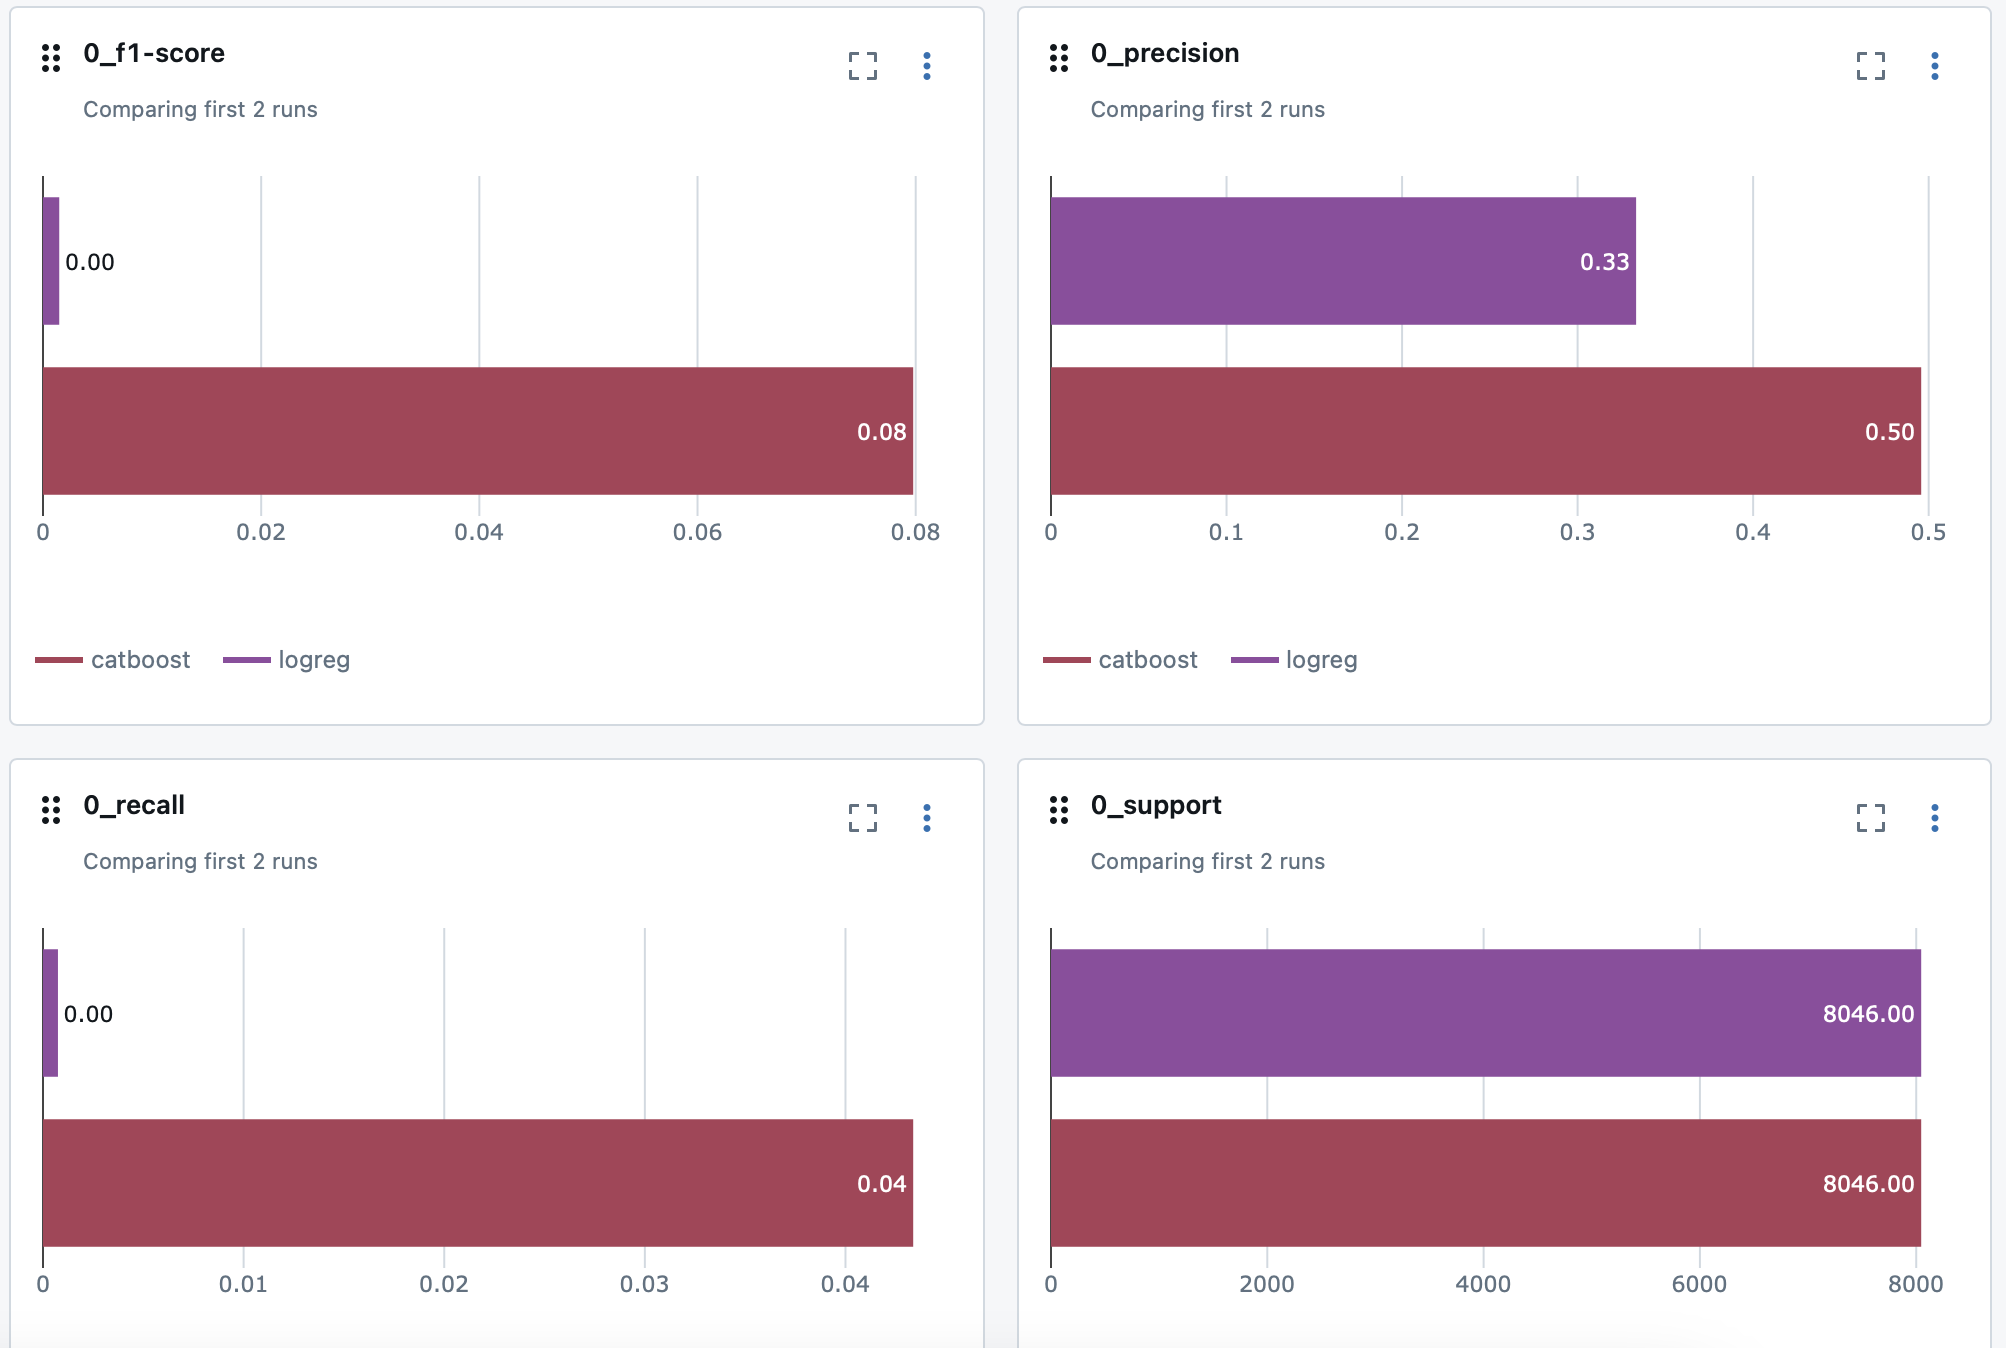 0_f1-score
Comparing first 2 runs
0.00
0.08
0 0.02 0.04 0.06 0.08
catboost logreg
0_precision
Comparing first 2 runs
0.33
0.50
0 0.1 0.2 0.3 0.4 0.5
catboost logreg
0_recall
Comparing first 2 runs
0.00
0.04
0 0.01 0.02 0.03 0.04
0_support
Comparing first 2 runs
8046.00
8046.00
0 2000 4000 6000 8000